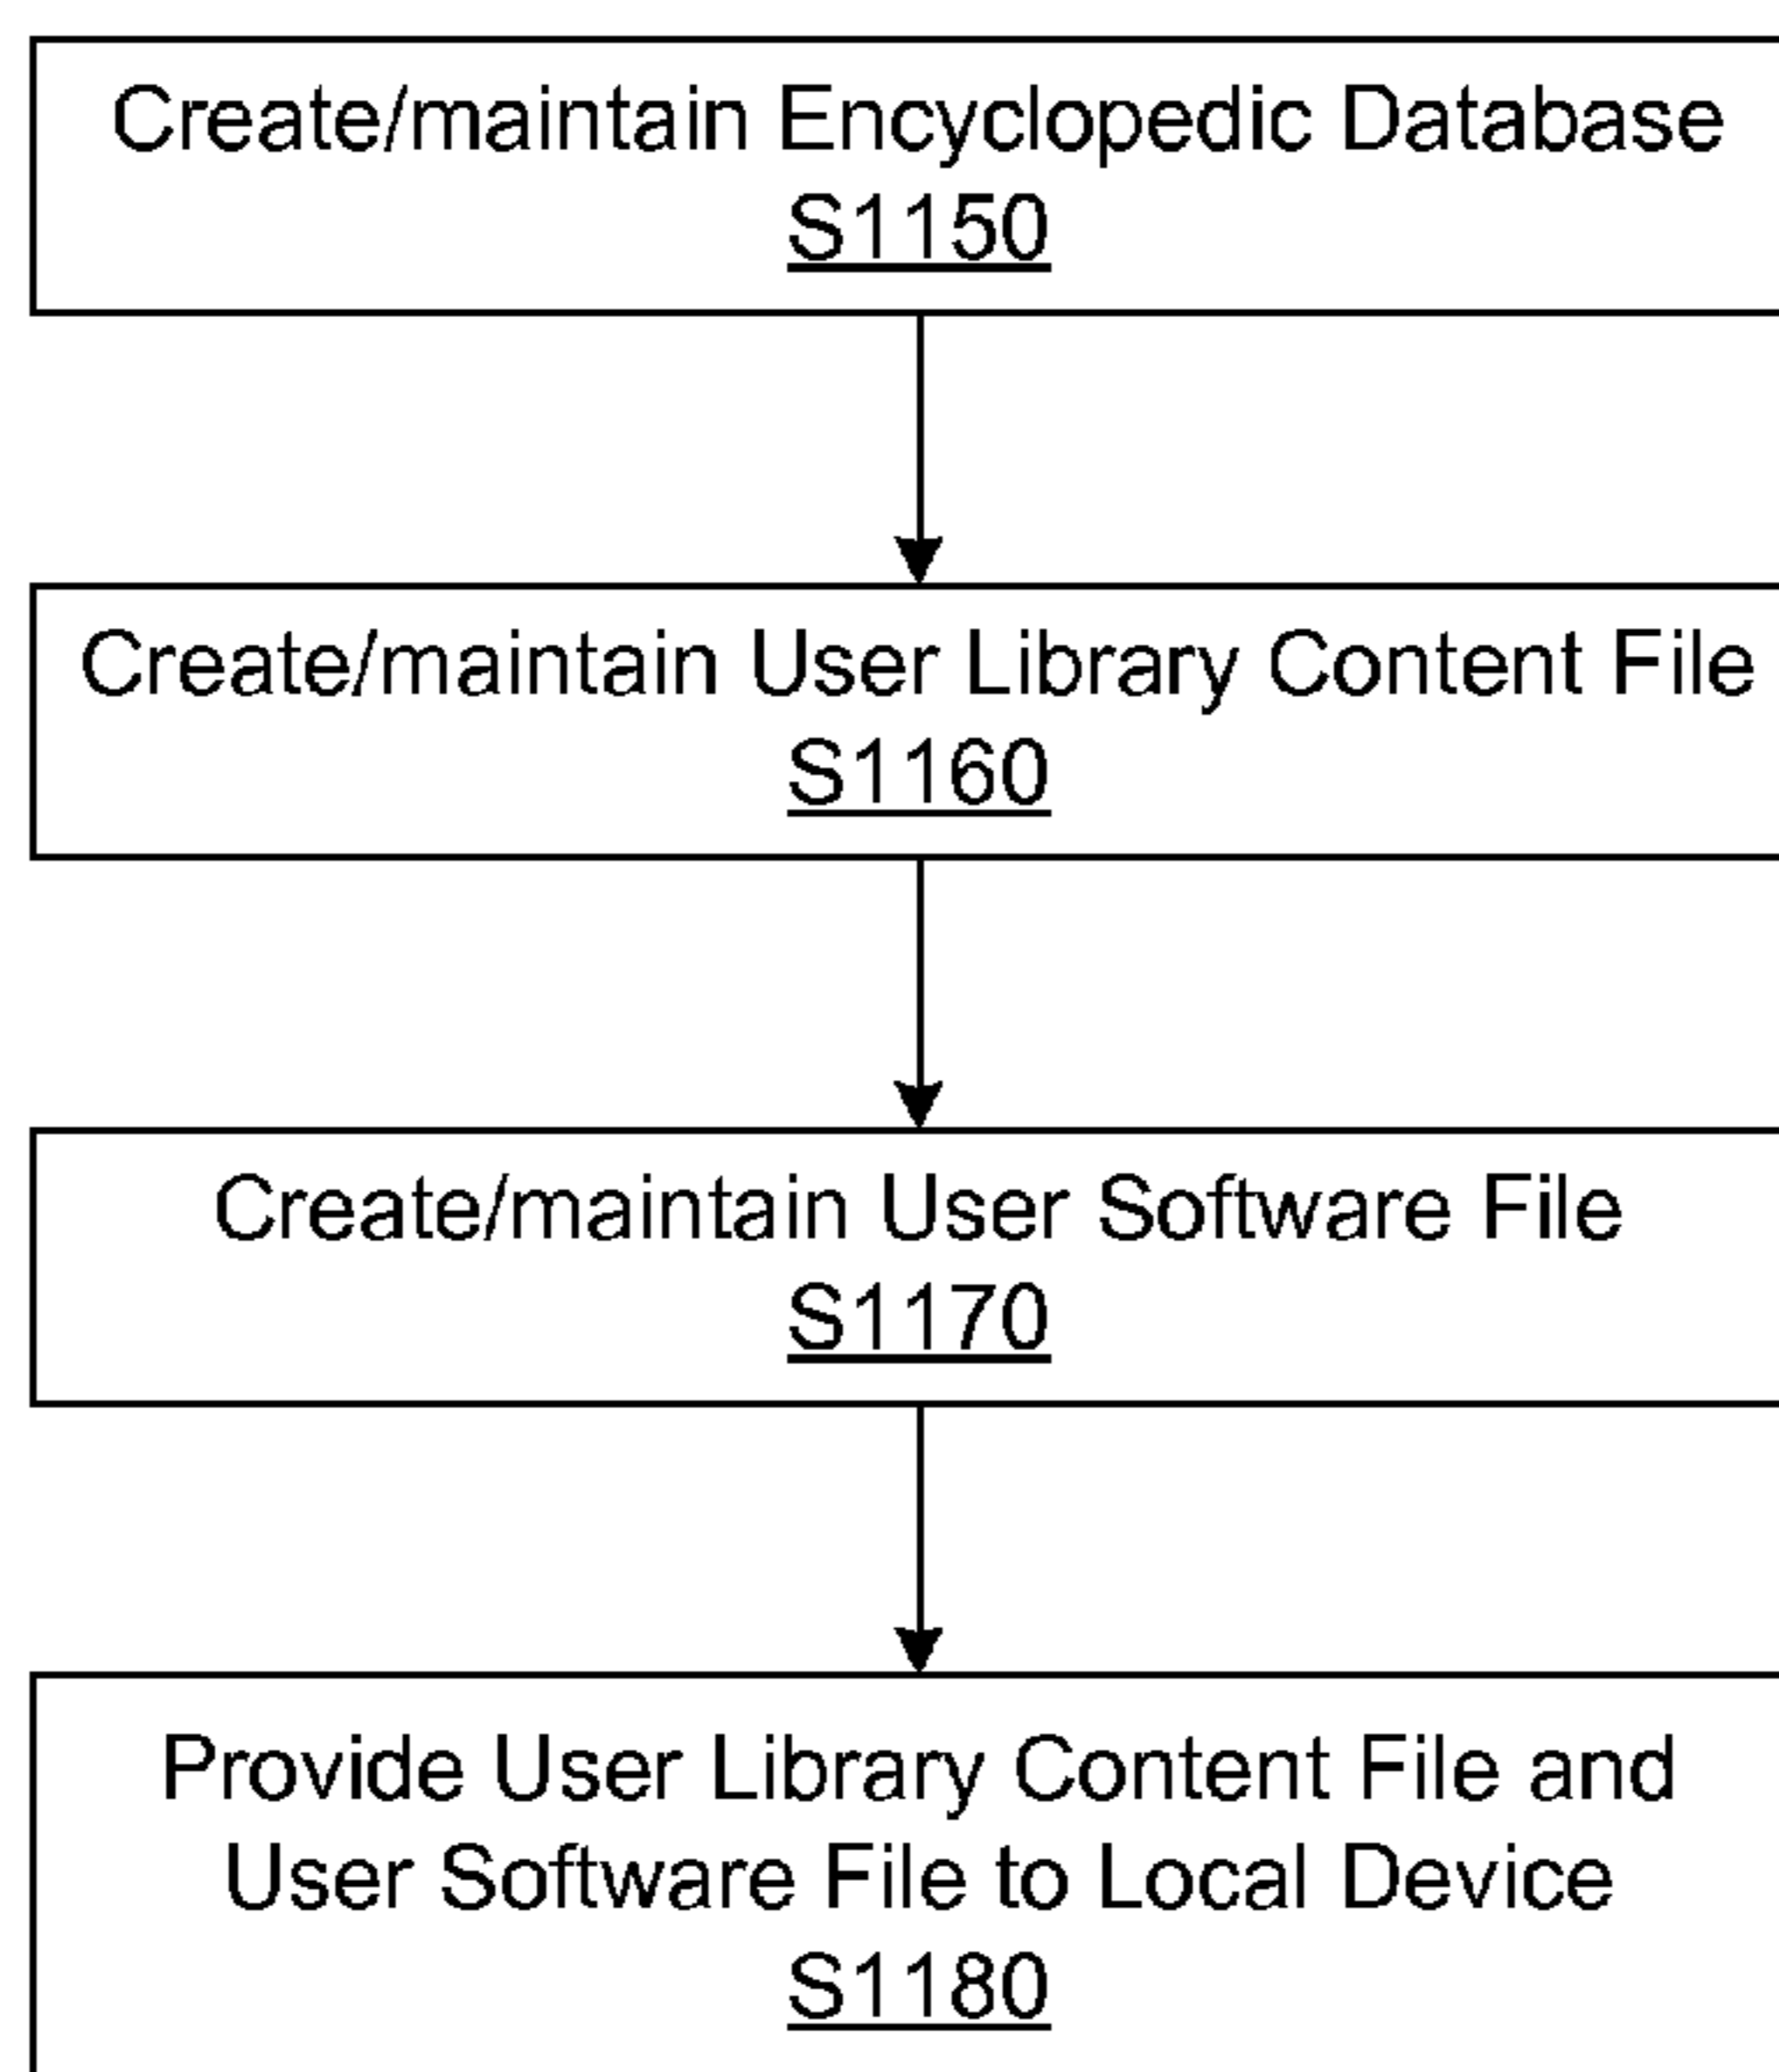 Create/maintain Encyclopedic Database
S1150
Create/maintain User Library Content File
S1160
Create/maintain User Software File
S1170
Provide User Library Content File and
User Software File to Local Device
S1180